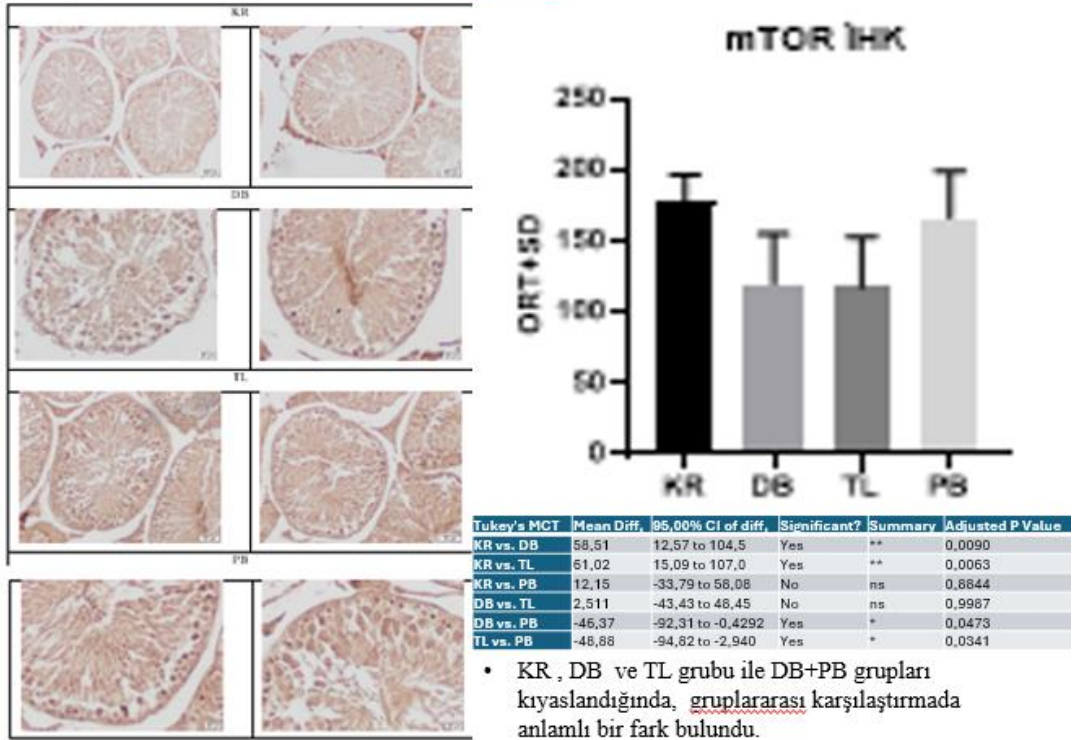 KR
DB
TL
PB
mTOR İHK
ORT+SD
250
200
150
100
50
0
KR DB TL PB
Tukey's MCT Mean Diff, 95,00% CI of diff, Significant? Summary Adjusted P Value
KR vs. DB 58,51 12,57 to 104,5 Yes ** 0,0090
KR vs. TL 61,02 15,09 to 107,0 Yes ** 0,0063
KR vs. PB 12,15 -33,79 to 58,08 No ns 0,8844
DB vs. TL 2,511 -43,43 to 48,45 No ns 0,9987
DB vs. PB -46,37 -92,31 to -0,4292 Yes * 0,0473
TL vs. PB -48,88 -94,82 to -2,940 Yes * 0,0341
• KR , DB ve TL grubu ile DB+PB grupları
kıyaslandığında, gruplararası karşılaştırmada
anlamlı bir fark bulundu.